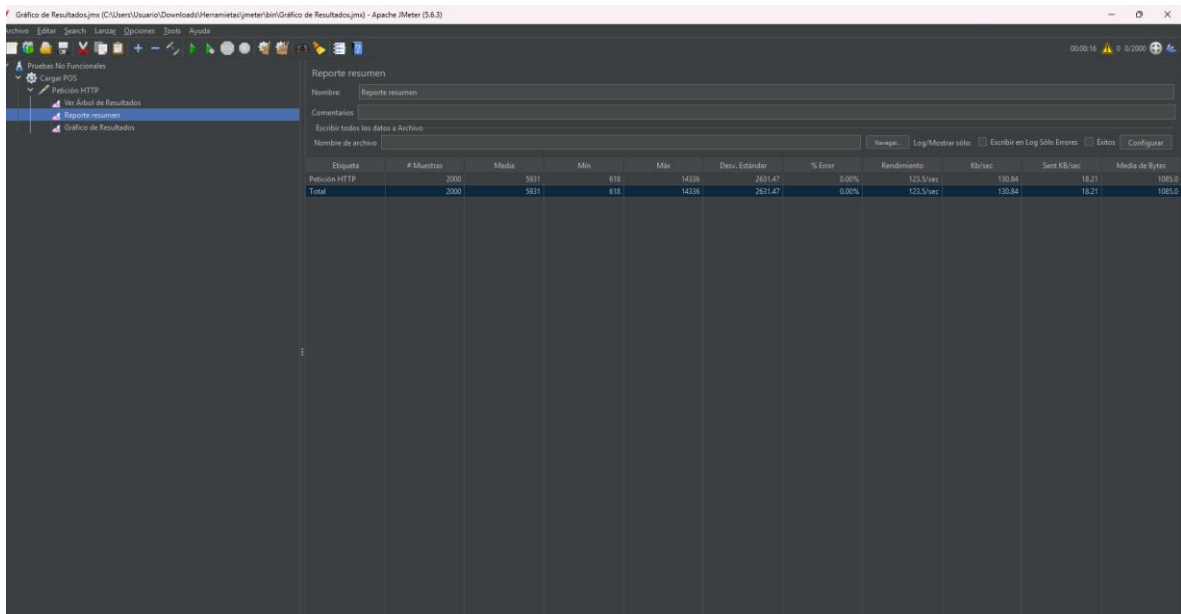 Gráfico de Resultados.jmx (C:\Users\Usuario\Downloads\Herramietas\jmeter\bin\Gráfico de Resultados.jmx) - Apache JMeter (5.6.3)
Archivo Editar Search Lanzar Opciones Tools Ayuda
00:00:16 0 0/2000
Pruebas No Funcionales
Cargar POS
Petición HTTP
Ver Árbol de Resultados
Reporte resumen
Gráfico de Resultados
Reporte resumen
Nombre: Reporte resumen
Comentarios
Escribir todos los datos a Archivo
Nombre de archivo Navegar... Log/Mostrar sólo: Escribir en Log Sólo Errores Éxitos Configurar
Etiqueta # Muestras Media Mín Máx Desv. Estándar % Error Rendimiento Kb/sec Sent KB/sec Media de Bytes
Petición HTTP 2000 5931 618 14336 2631.47 0.00% 123.5/sec 130.84 18.21 1085.0
Total 2000 5931 618 14336 2631.47 0.00% 123.5/sec 130.84 18.21 1085.0